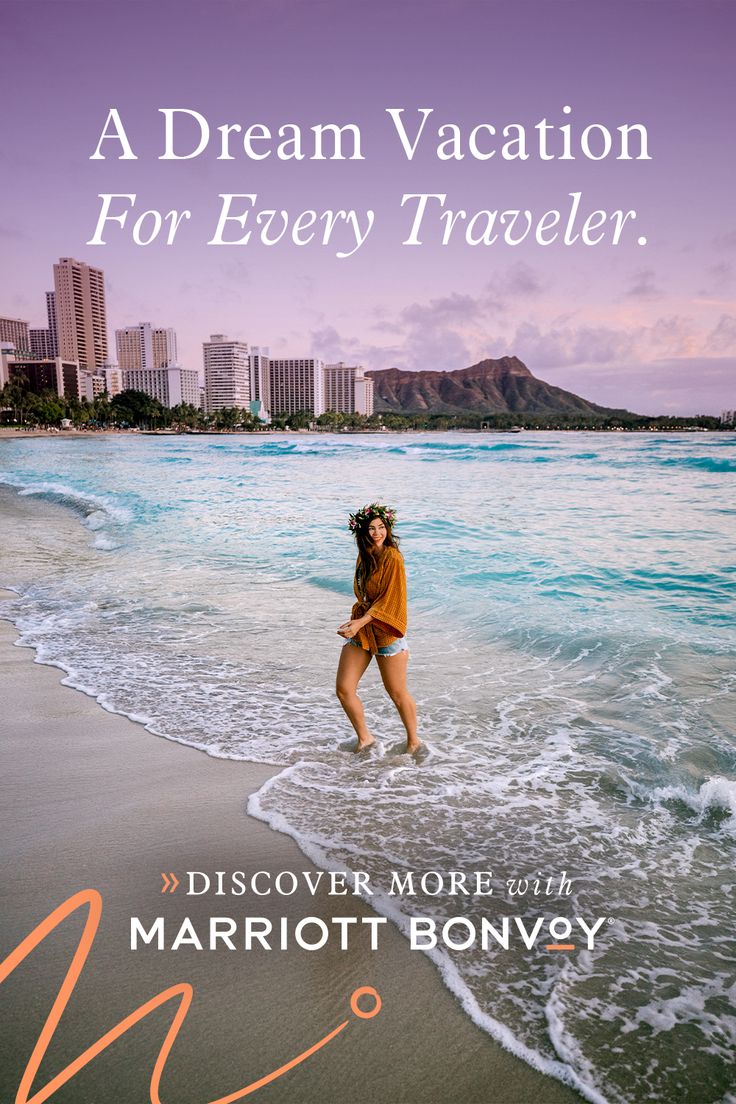 A Dream Vacation
For Every Traveler.
»DISCOVER MORE with
MARRIOTT BONVOY®